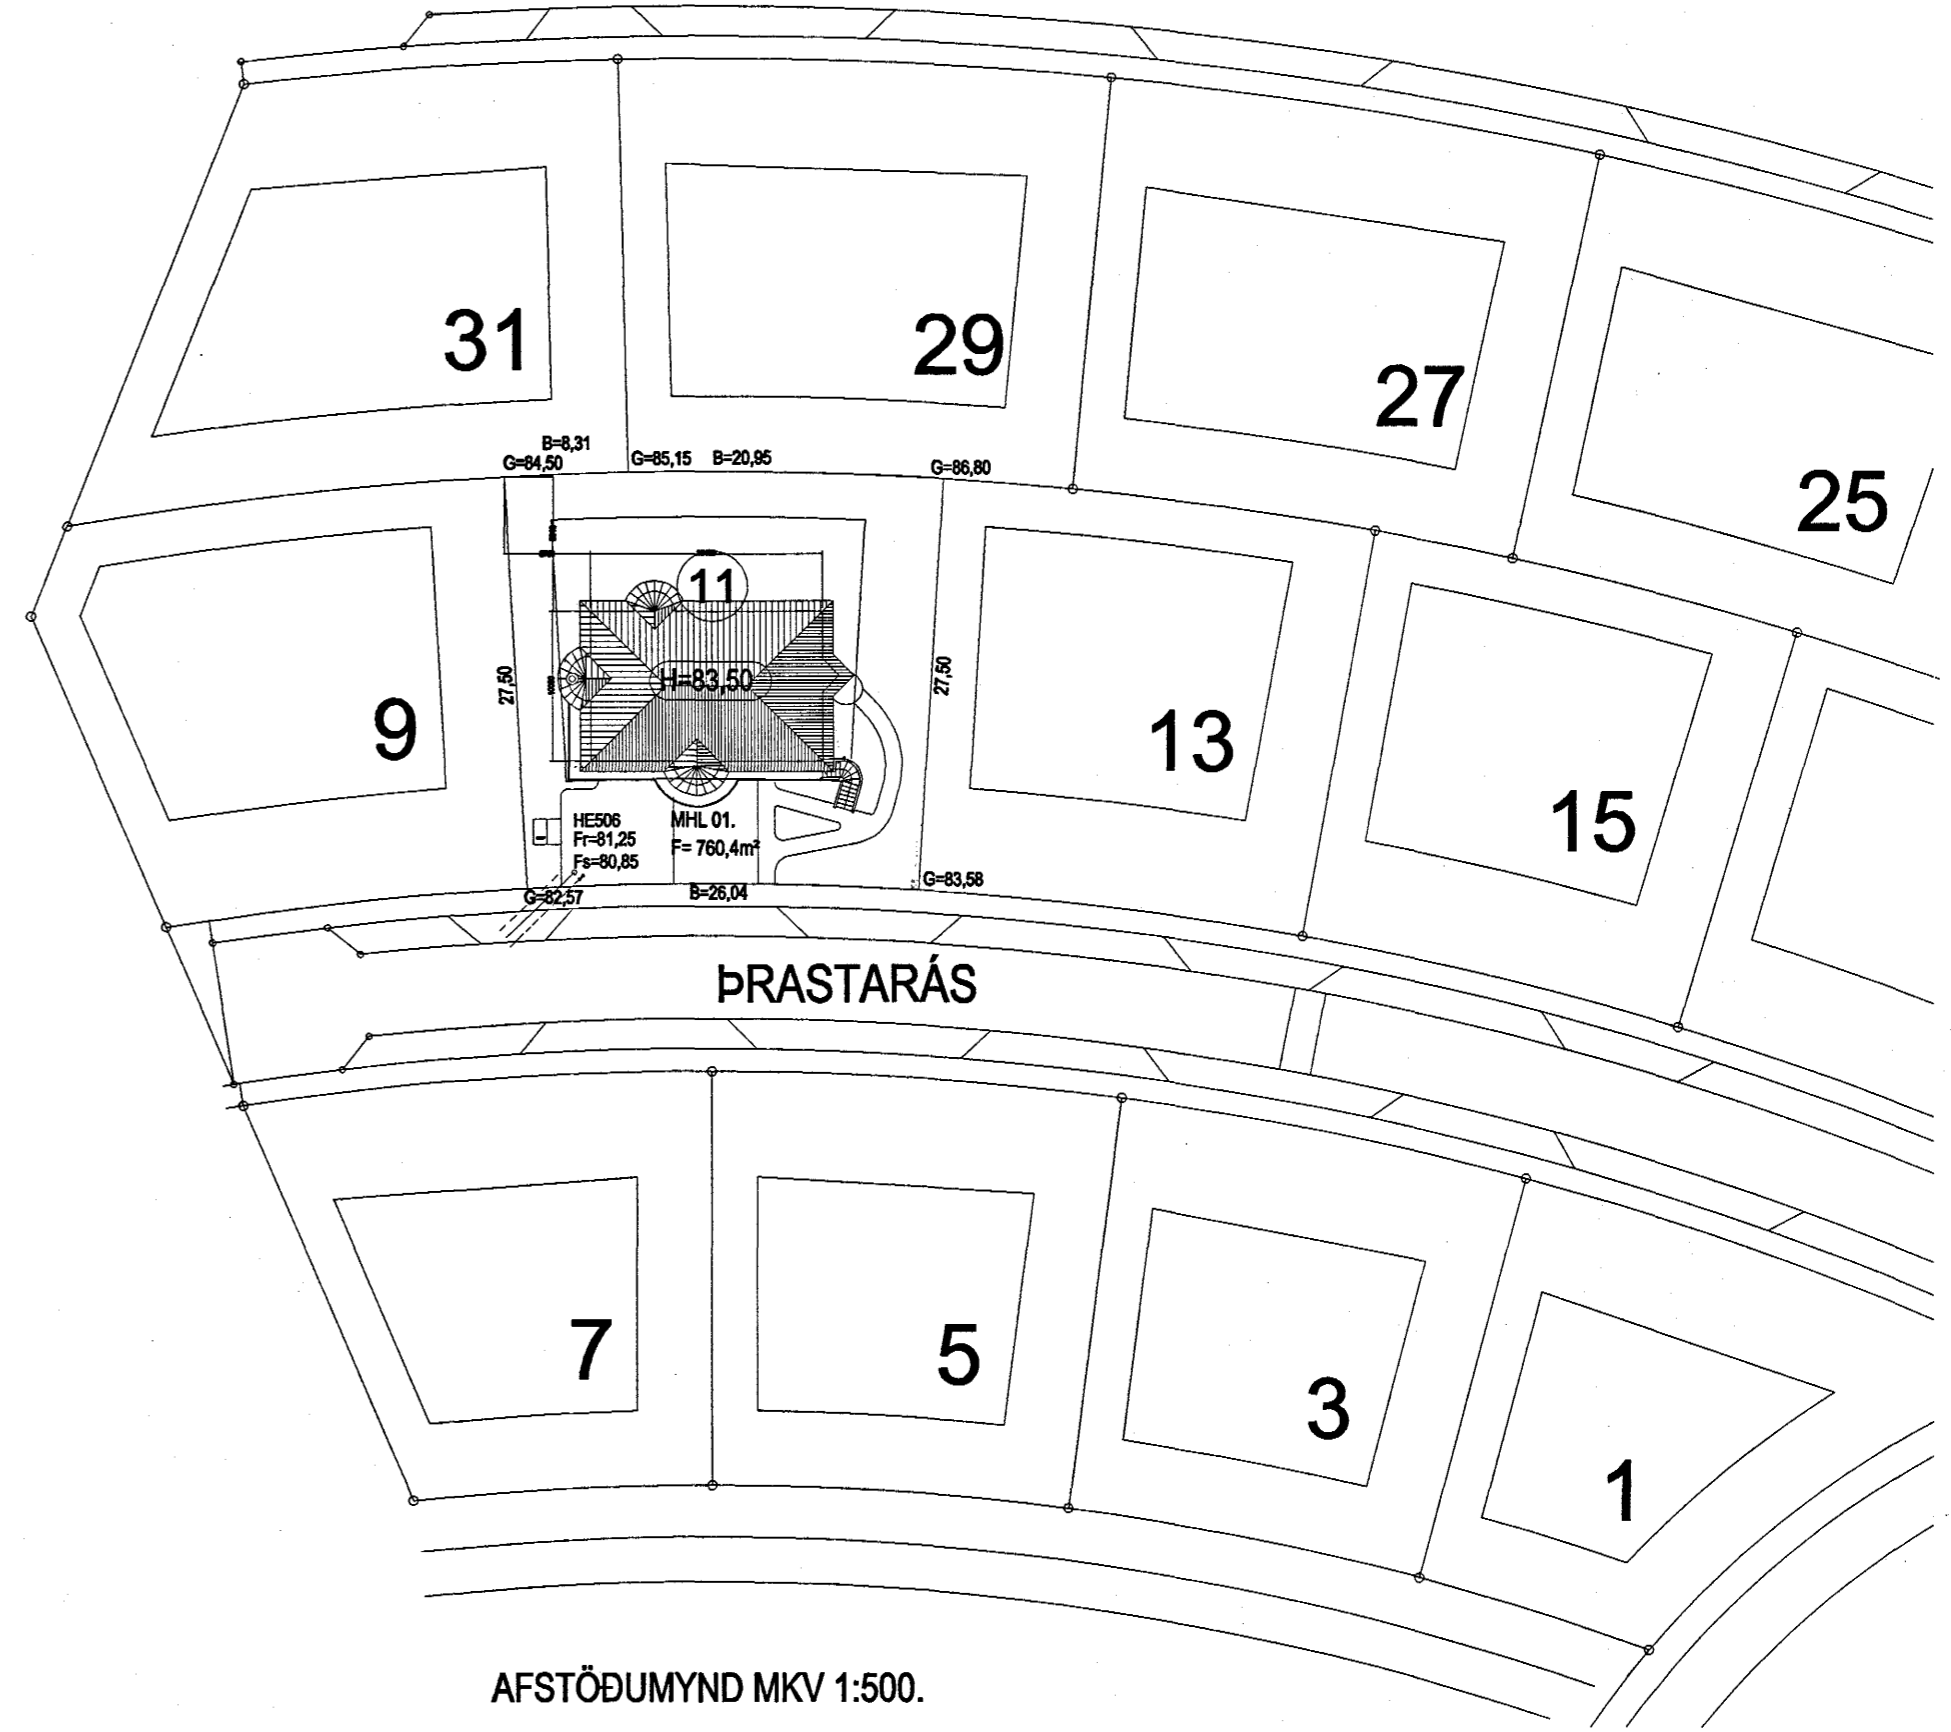 31
29
27
25
B=8,31
G=84,50
G=85,15 B=20,95
G=86,80
11
H=83,50
27,50
27,50
9
13
15
HE506
Fr=81,25
Fs=80,85
MHL 01.
F= 760,4m²
G=82,57
B=26,04
G=83,58
ÞRASTARÁS
7
5
3
1
AFSTÖÐUMYND MKV 1:500.